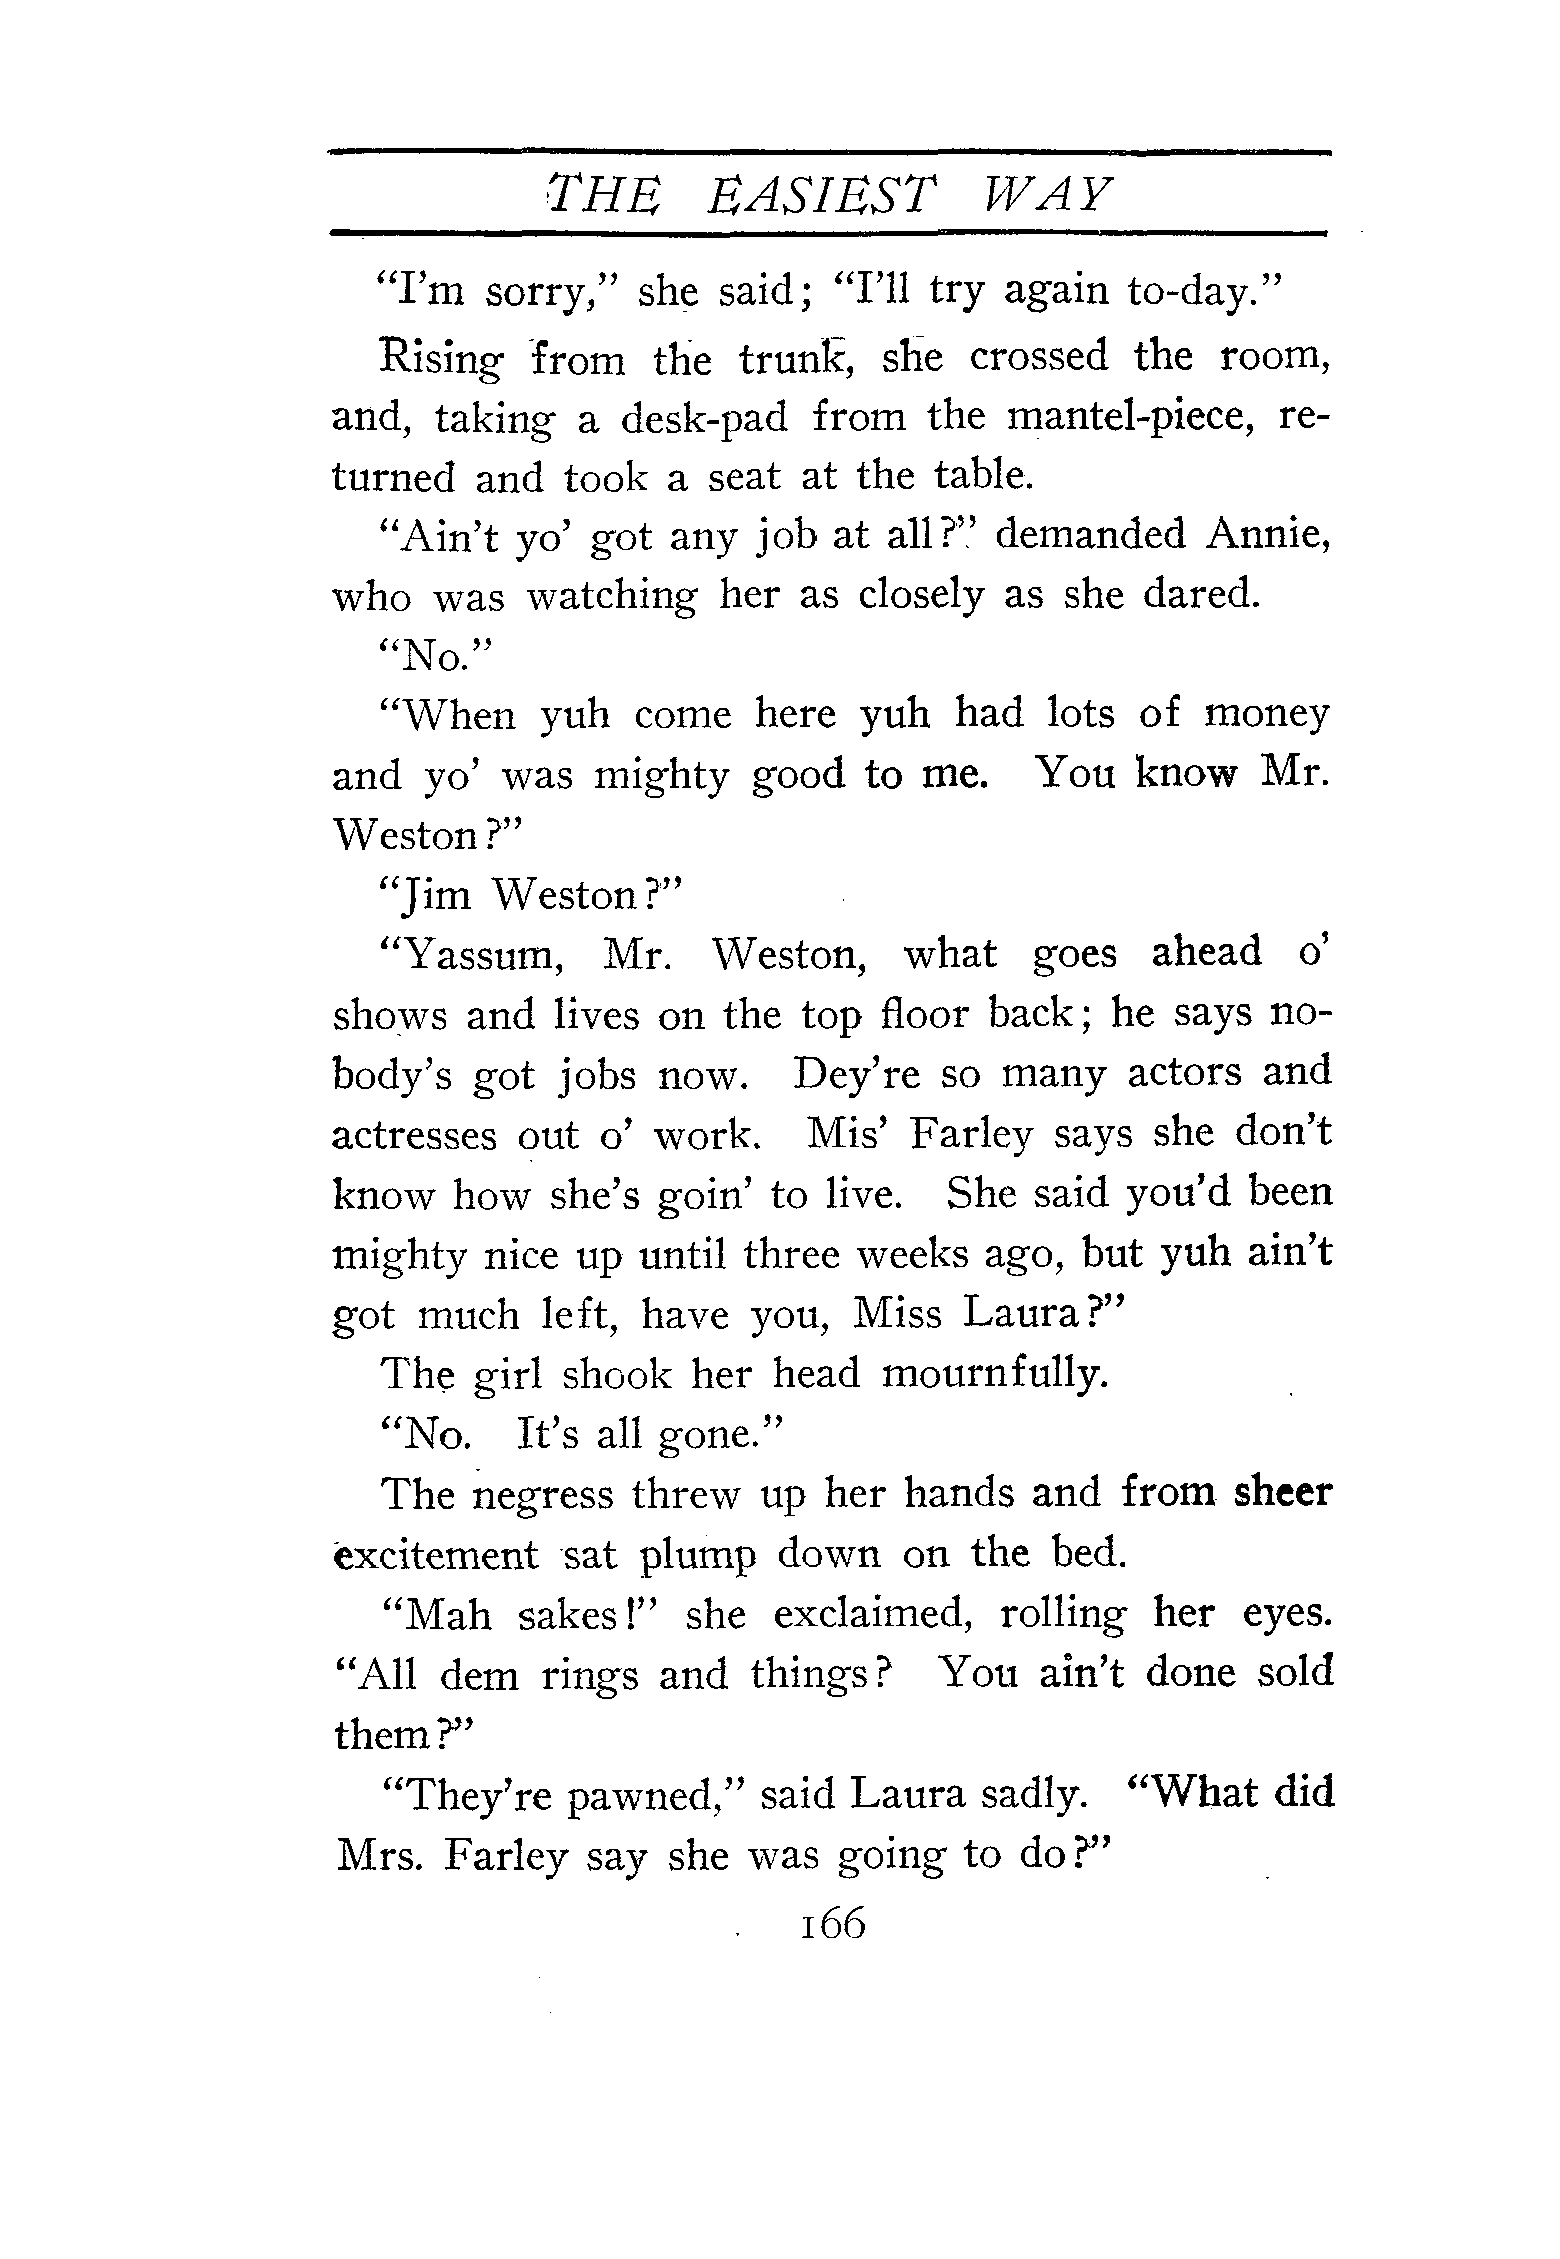 THE EASIEST WAY
"I'm sorry," she said; "I'll try again to-day."
Rising from the trunk, she crossed the room,
and, taking a desk-pad from the mantel-piece, re-
turned and took a seat at the table.
"Ain't yo' got any job at all?" demanded Annie,
who was watching her as closely as she dared.
"No."
"When yuh come here yuh had lots of money
and yo' was mighty good to me. You know Mr.
Weston?"
"Jim Weston?"
"Yassum, Mr. Weston, what goes ahead o'
shows and lives on the top floor back; he says no-
body's got jobs now. Dey're so many actors and
actresses out o' work. Mis' Farley says she don't
know how she's goin' to live. She said you'd been
mighty nice up until three weeks ago, but yuh ain't
got much left, have you, Miss Laura?"
The girl shook her head mournfully.
"No. It's all gone."
The negress threw up her hands and from sheer
excitement sat plump down on the bed.
"Mah sakes!" she exclaimed, rolling her eyes.
"All dem rings and things? You ain't done sold
them?"
"They're pawned," said Laura sadly. "What did
Mrs. Farley say she was going to do?"
166